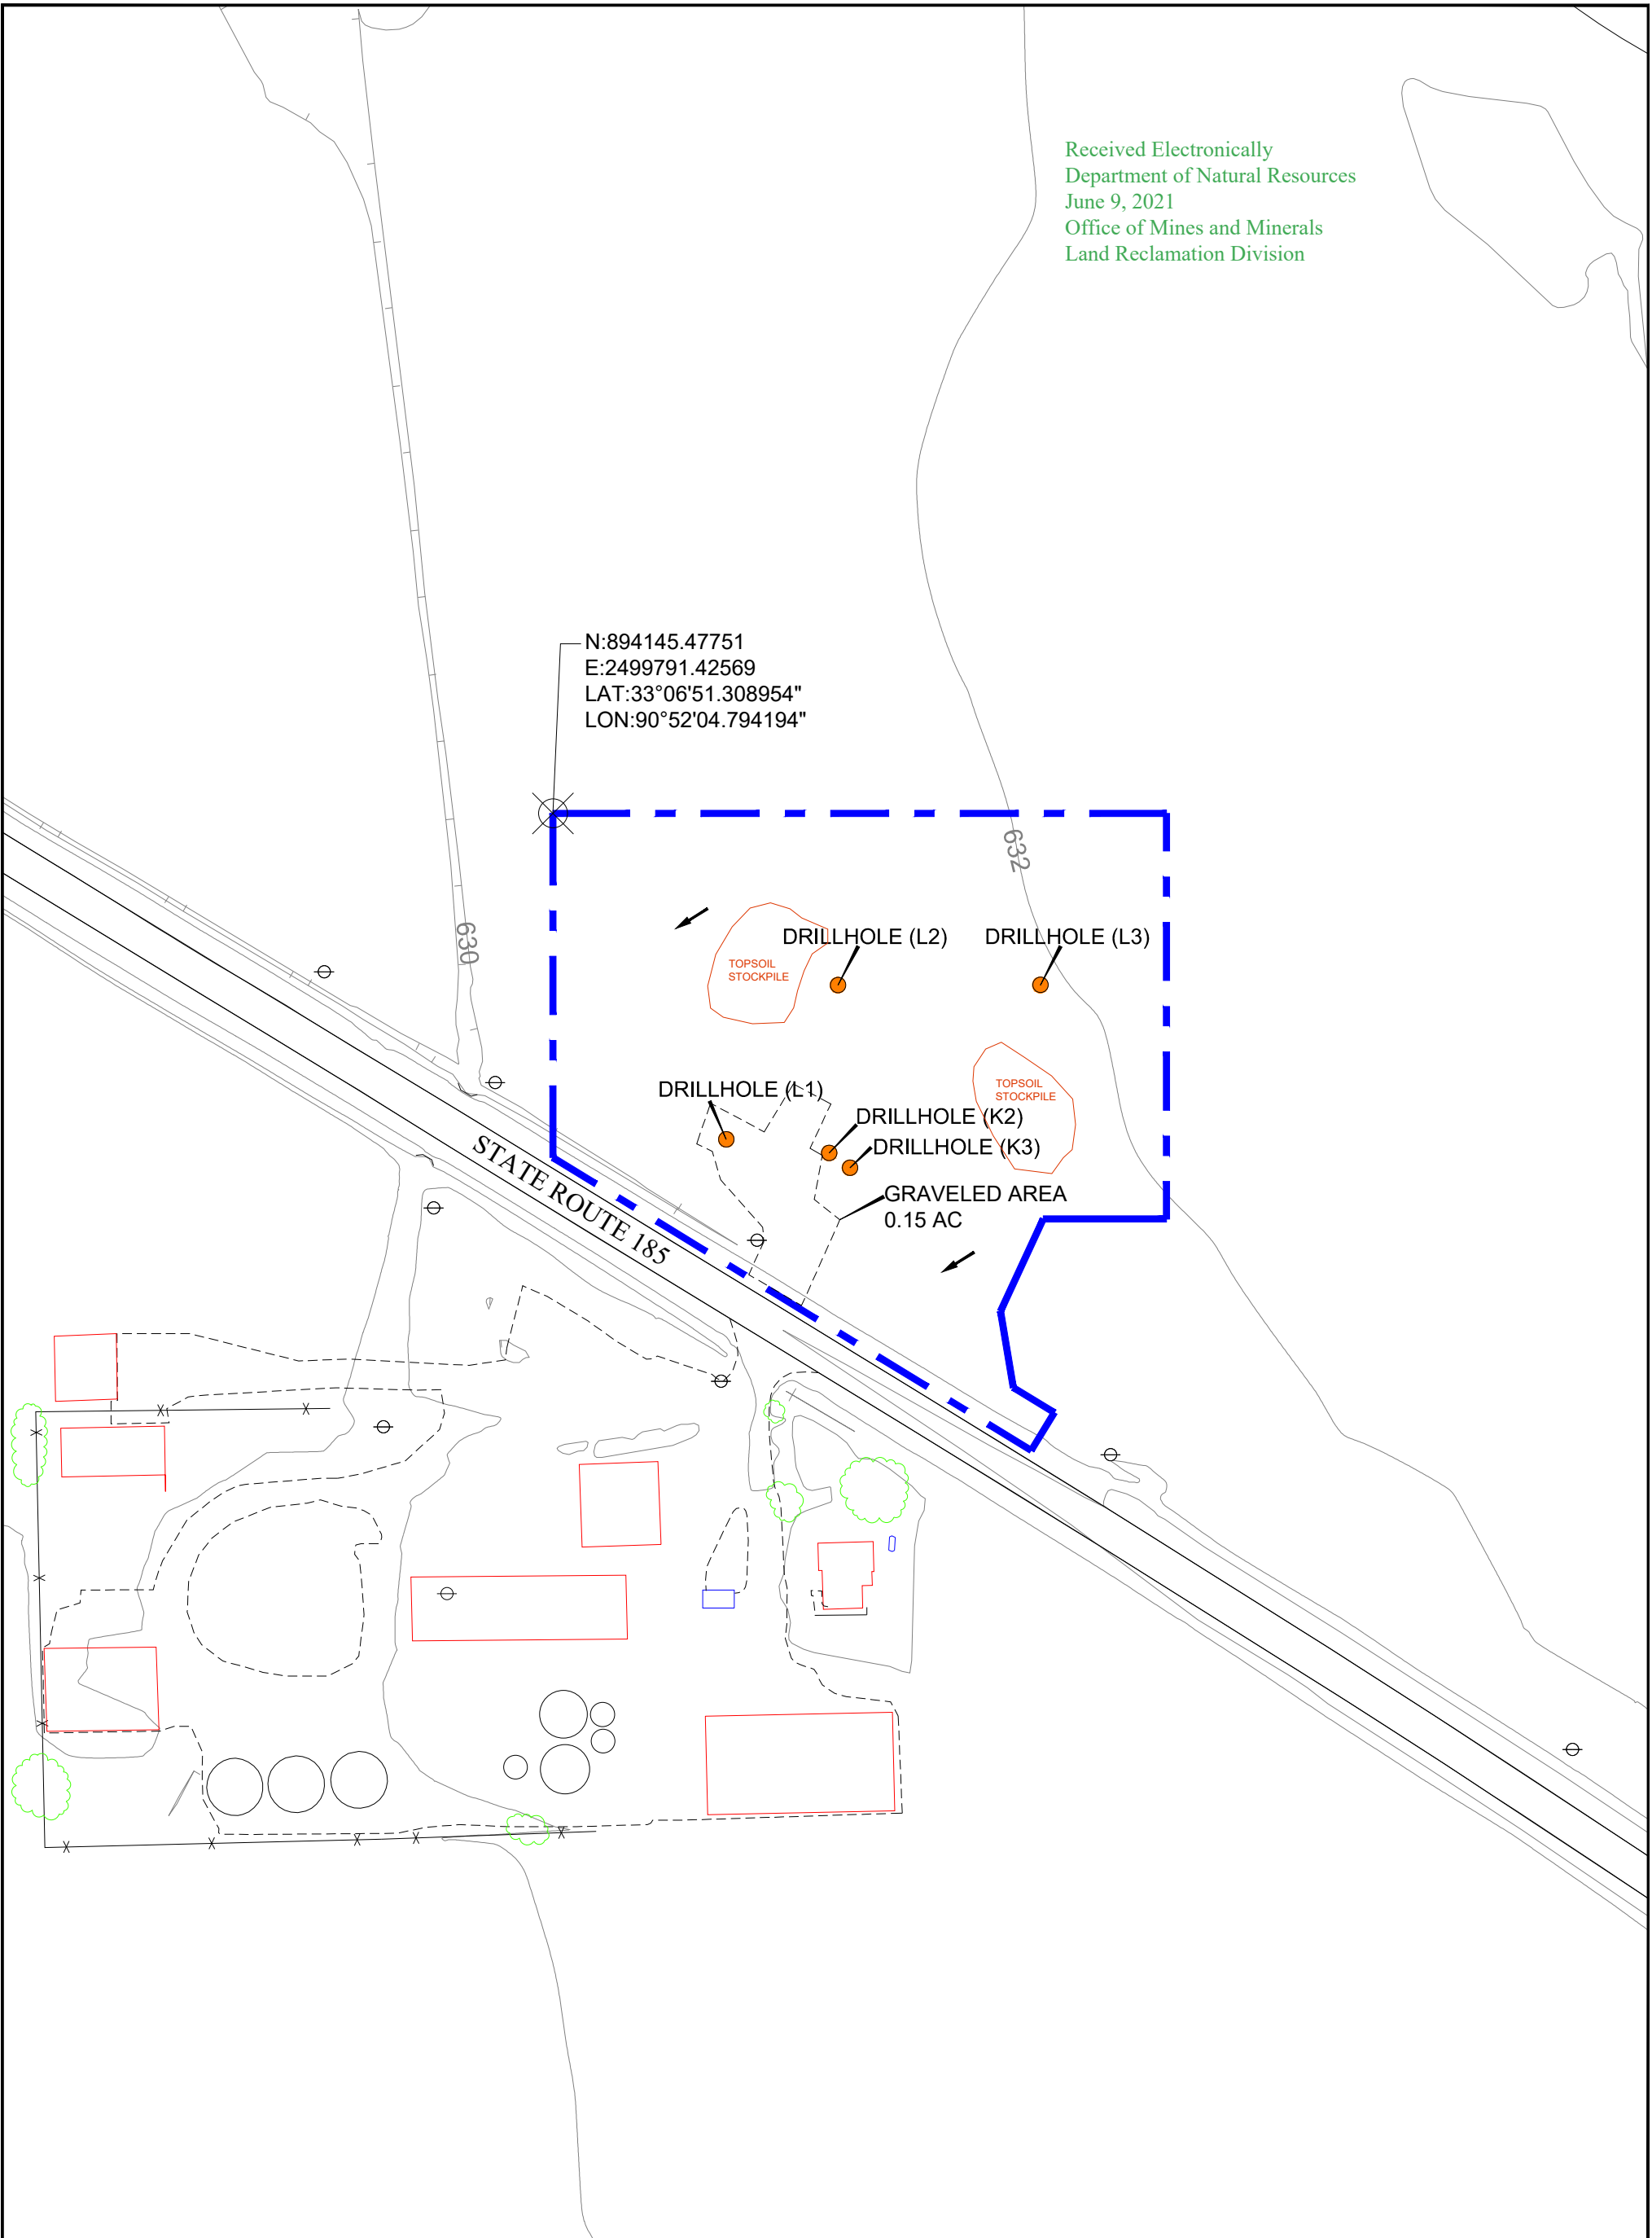 Received Electronically
Department of Natural Resources
June 9, 2021
Office of Mines and Minerals
Land Reclamation Division
N:894145.47751
E:2499791.42569
LAT:33°06'51.308954"
LON:90°52'04.794194"
632
630
DRILLHOLE (L2)
DRILLHOLE (L3)
TOPSOIL
STOCKPILE
TOPSOIL
STOCKPILE
DRILLHOLE (L1)
DRILLHOLE (K2)
DRILLHOLE (K3)
GRAVELED AREA
0.15 AC
STATE ROUTE 185